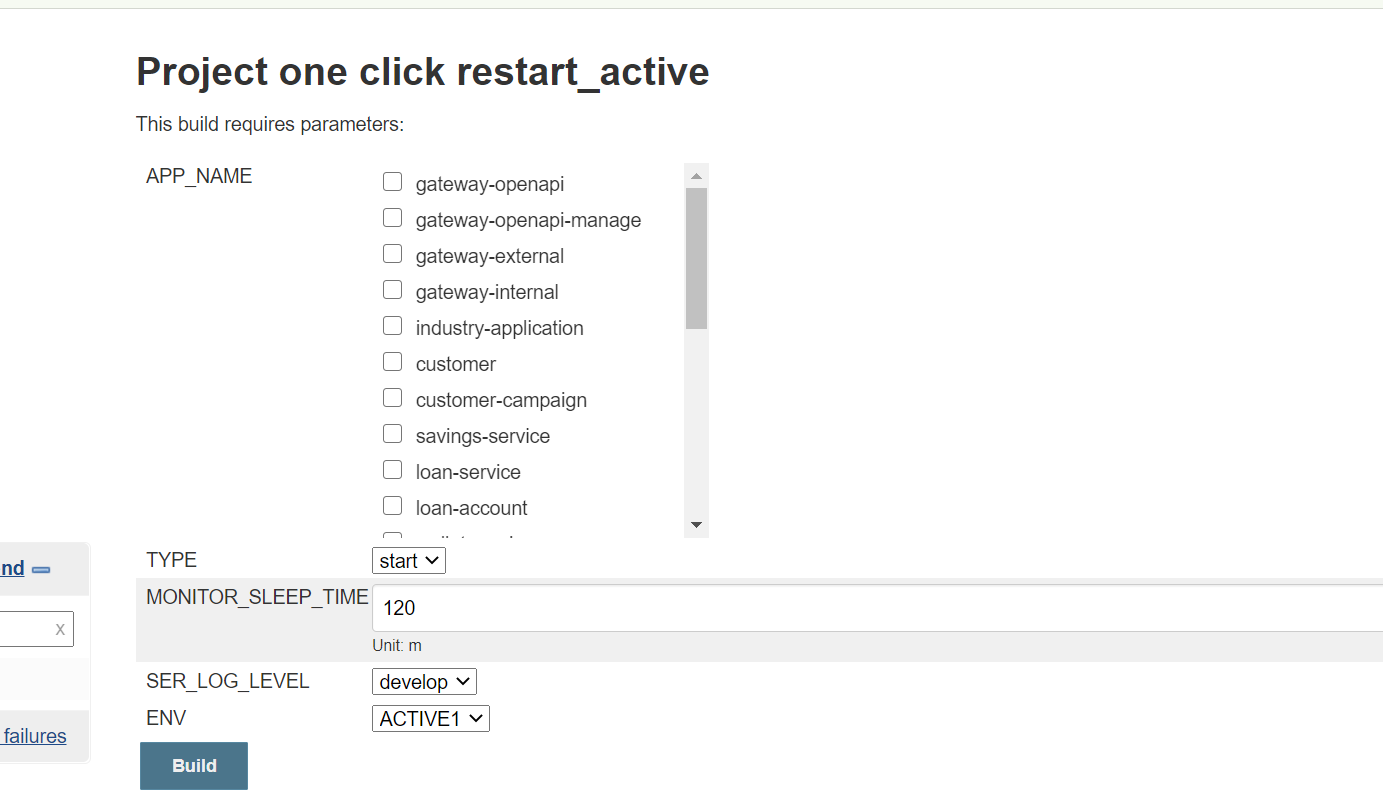 Project one click restart_active
This build requires parameters:
APP_NAME
gateway-openapi
gateway-openapi-manage
gateway-external
gateway-internal
industry-application
customer
customer-campaign
savings-service
loan-service
loan-account
TYPE
start
nd
MONITOR_SLEEP_TIME
120
X
Unit: m
SER_LOG_LEVEL
develop
ENV
ACTIVE1
failures
Build